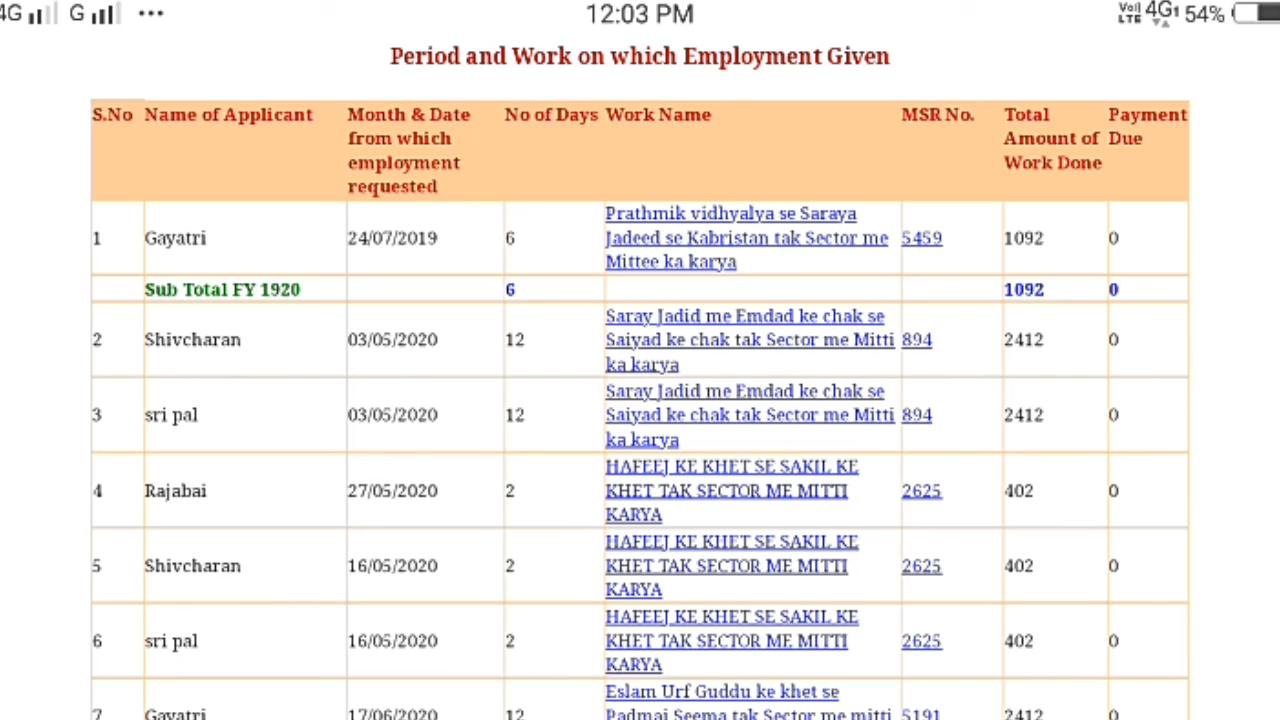 4G G ... 12:03 PM VoLTE 4G 54%
Period and Work on which Employment Given
S.No Name of Applicant Month & Date from which employment requested No of Days Work Name MSR No. Total Amount of Work Done Payment Due
1 Gayatri 24/07/2019 6 Prathmik vidhyalya se Saraya Jadeed se Kabristan tak Sector me Mittee ka karya 5459 1092 0
Sub Total FY 1920 6 1092 0
2 Shivcharan 03/05/2020 12 Saray Jadid me Emdad ke chak se Saiyad ke chak tak Sector me Mitti ka karya 894 2412 0
3 sri pal 03/05/2020 12 Saray Jadid me Emdad ke chak se Saiyad ke chak tak Sector me Mitti ka karya 894 2412 0
4 Rajabai 27/05/2020 2 HAFEEJ KE KHET SE SAKIL KE KHET TAK SECTOR ME MITTI KARYA 2625 402 0
5 Shivcharan 16/05/2020 2 HAFEEJ KE KHET SE SAKIL KE KHET TAK SECTOR ME MITTI KARYA 2625 402 0
6 sri pal 16/05/2020 2 HAFEEJ KE KHET SE SAKIL KE KHET TAK SECTOR ME MITTI KARYA 2625 402 0
7 Gayatri 17/06/2020 12 Eslam Urf Guddu ke khet se Padmai Seema tak Sector me mitti 5191 2412 0